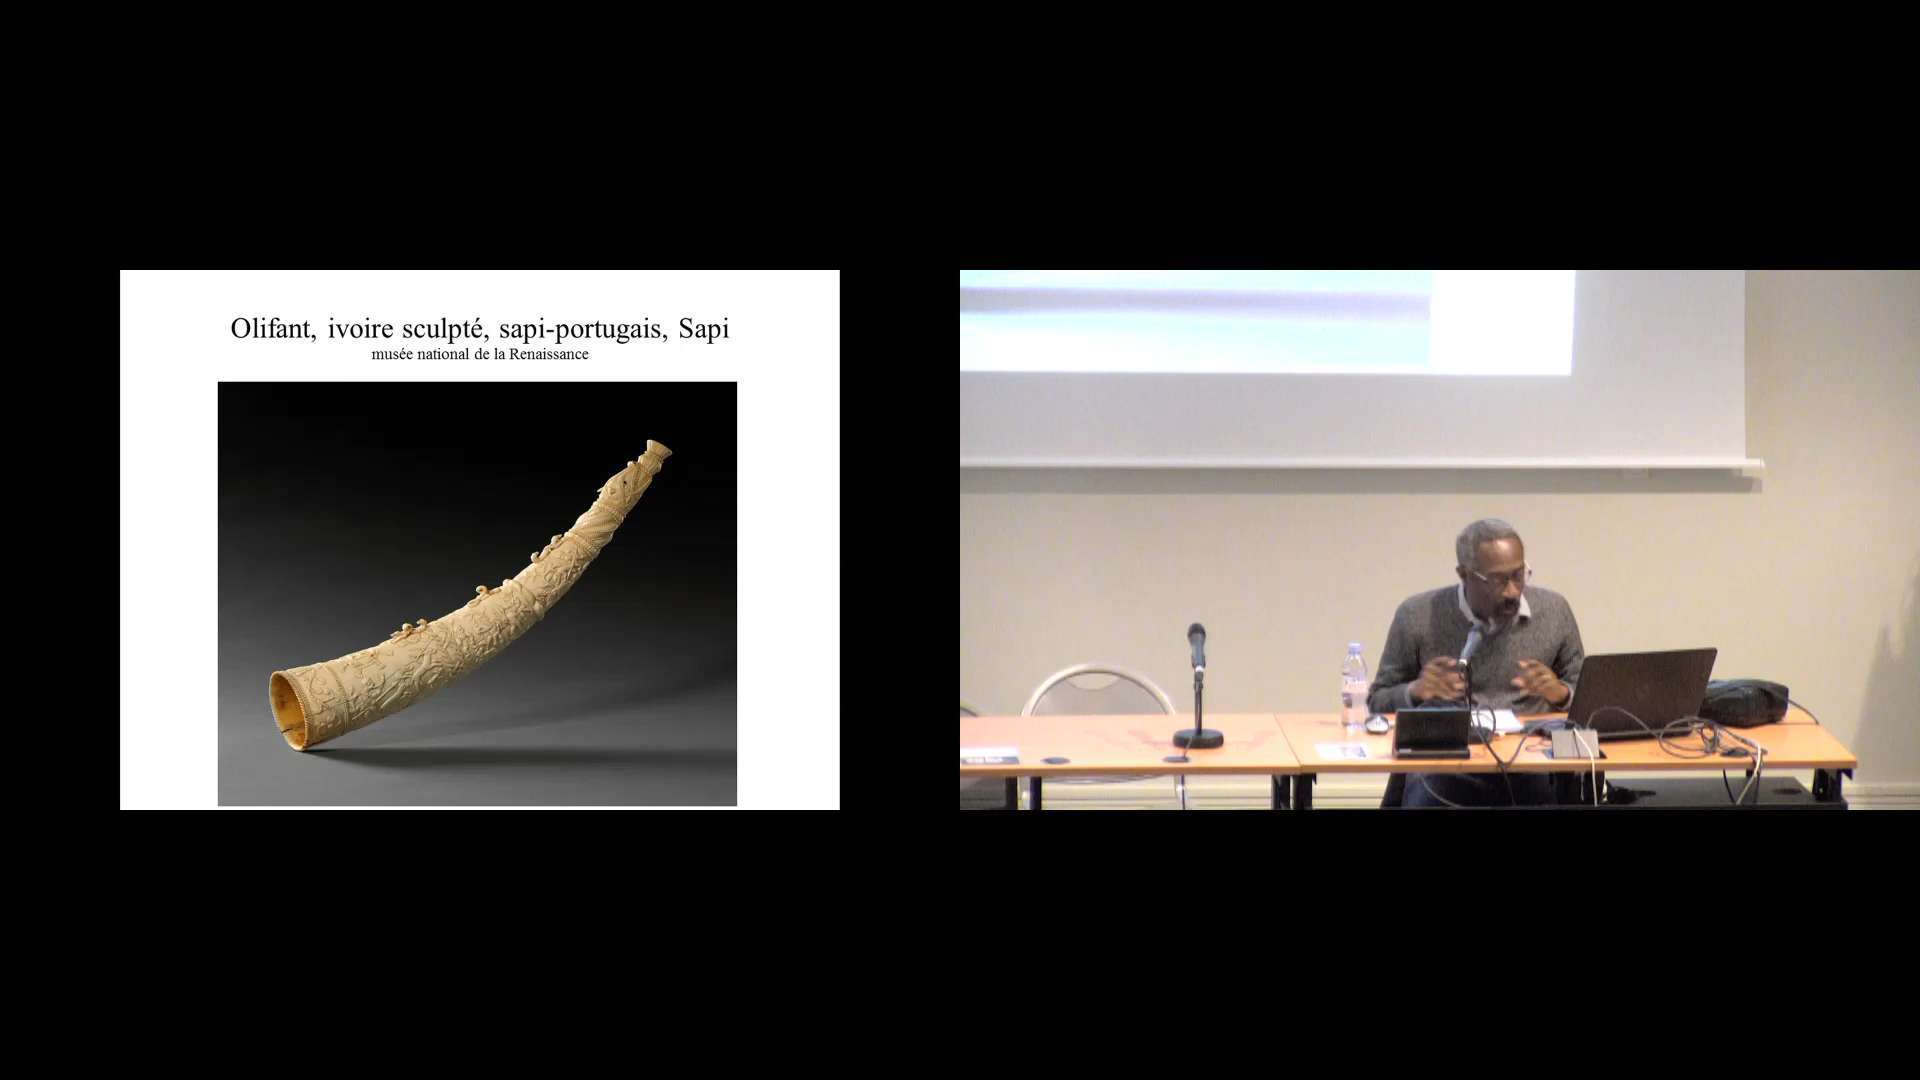 Olifant, ivoire sculpté, sapi-portugais, Sapi
musée national de la Renaissance